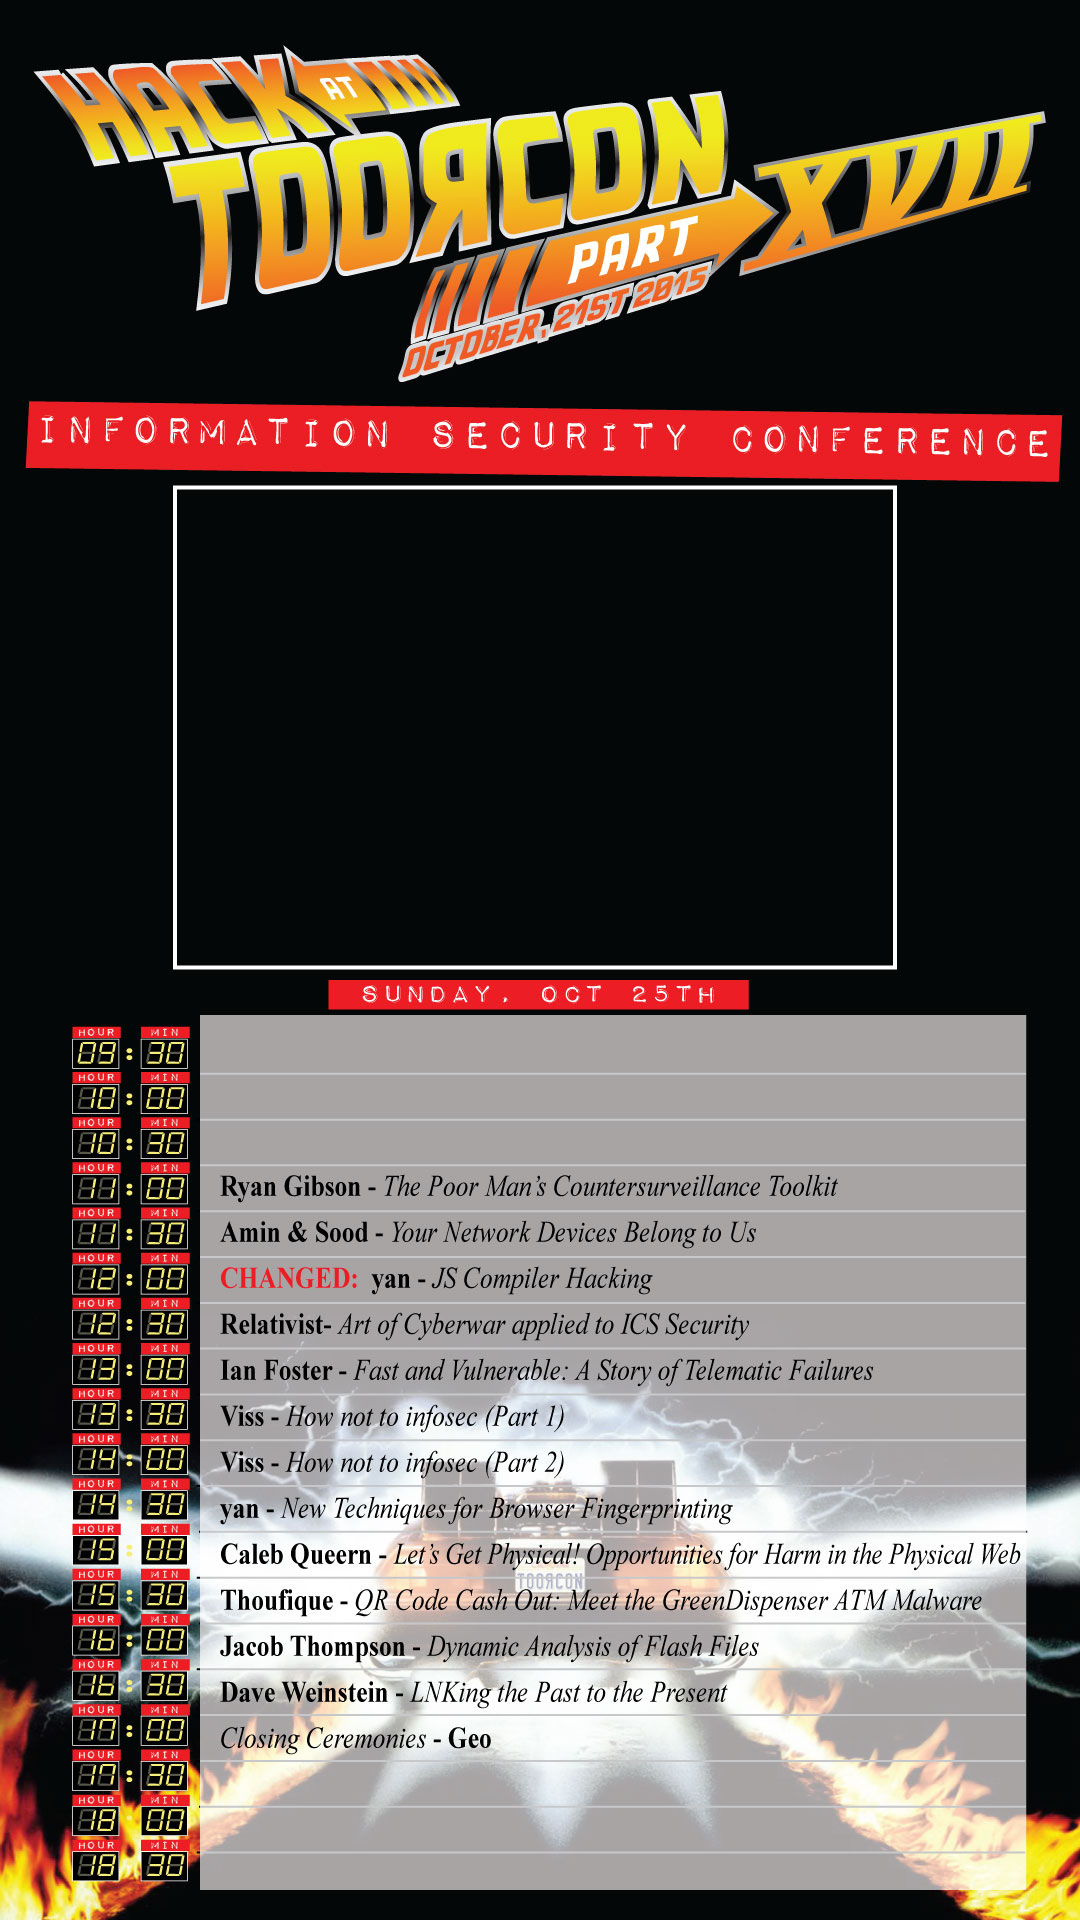 HACK AT
TOORCON
PART XVII
OCTOBER, 21ST 2015
INFORMATION SECURITY CONFERENCE
SUNDAY, OCT 25TH
HOUR MIN
09:30
HOUR MIN
10:00
HOUR MIN
10:30
HOUR MIN
11:00 Ryan Gibson - The Poor Man's Countersurveillance Toolkit
HOUR MIN
11:30 Amin & Sood - Your Network Devices Belong to Us
HOUR MIN
12:00 CHANGED: yan - JS Compiler Hacking
HOUR MIN
12:30 Relativist- Art of Cyberwar applied to ICS Security
HOUR MIN
13:00 Ian Foster - Fast and Vulnerable: A Story of Telematic Failures
HOUR MIN
13:30 Viss - How not to infosec (Part 1)
HOUR MIN
14:00 Viss - How not to infosec (Part 2)
HOUR MIN
14:30 yan - New Techniques for Browser Fingerprinting
HOUR MIN
15:00 Caleb Queern - Let's Get Physical! Opportunities for Harm in the Physical Web
TOORCON
HOUR MIN
15:30 Thoufique - QR Code Cash Out: Meet the GreenDispenser ATM Malware
HOUR MIN
16:00 Jacob Thompson - Dynamic Analysis of Flash Files
HOUR MIN
16:30 Dave Weinstein - LNKing the Past to the Present
HOUR MIN
17:00 Closing Ceremonies - Geo
HOUR MIN
17:30
HOUR MIN
18:00
HOUR MIN
18:30